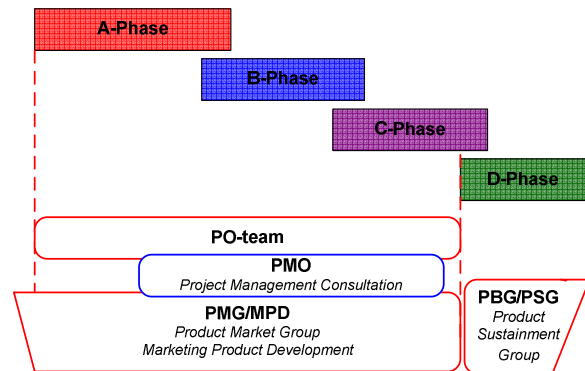 A-Phase
B-Phase
C-Phase
D-Phase
PO-team
PMO
Project Management Consultation
PMG/MPD
Product Market Group
Marketing Product Development
PBG/PSG
Product
Sustainment
Group